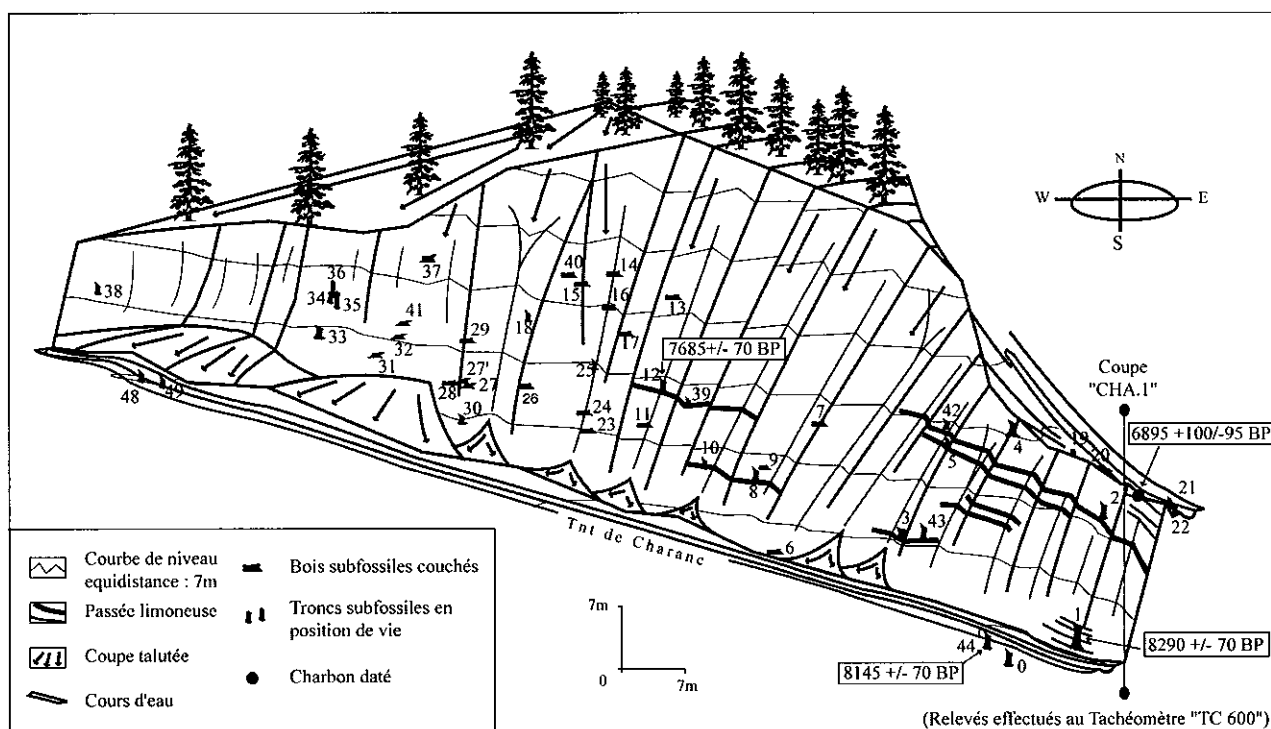 N
W
E
S
36
37
40
14
38
34
35
15
16
13
41
18
33
29
17
32
7685+/- 70 BP
31
25
12
Coupe
"CHA.1"
27'
28
27
26
39
48
49
30
24
11
7
42
4
19
6895 +100/-95 BP
23
20
10
9
5
21
8
2
22
3
43
Tnt de Charanc
6
Courbe de niveau
equidistance : 7m
Bois subfossiles couchés
Passée limoneuse
Troncs subfossiles en
position de vie
Coupe talutée
Charbon daté
Cours d'eau
7m
0
7m
1
44
0
8290 +/- 70 BP
8145 +/- 70 BP
(Relevés effectués au Tachéomètre "TC 600")